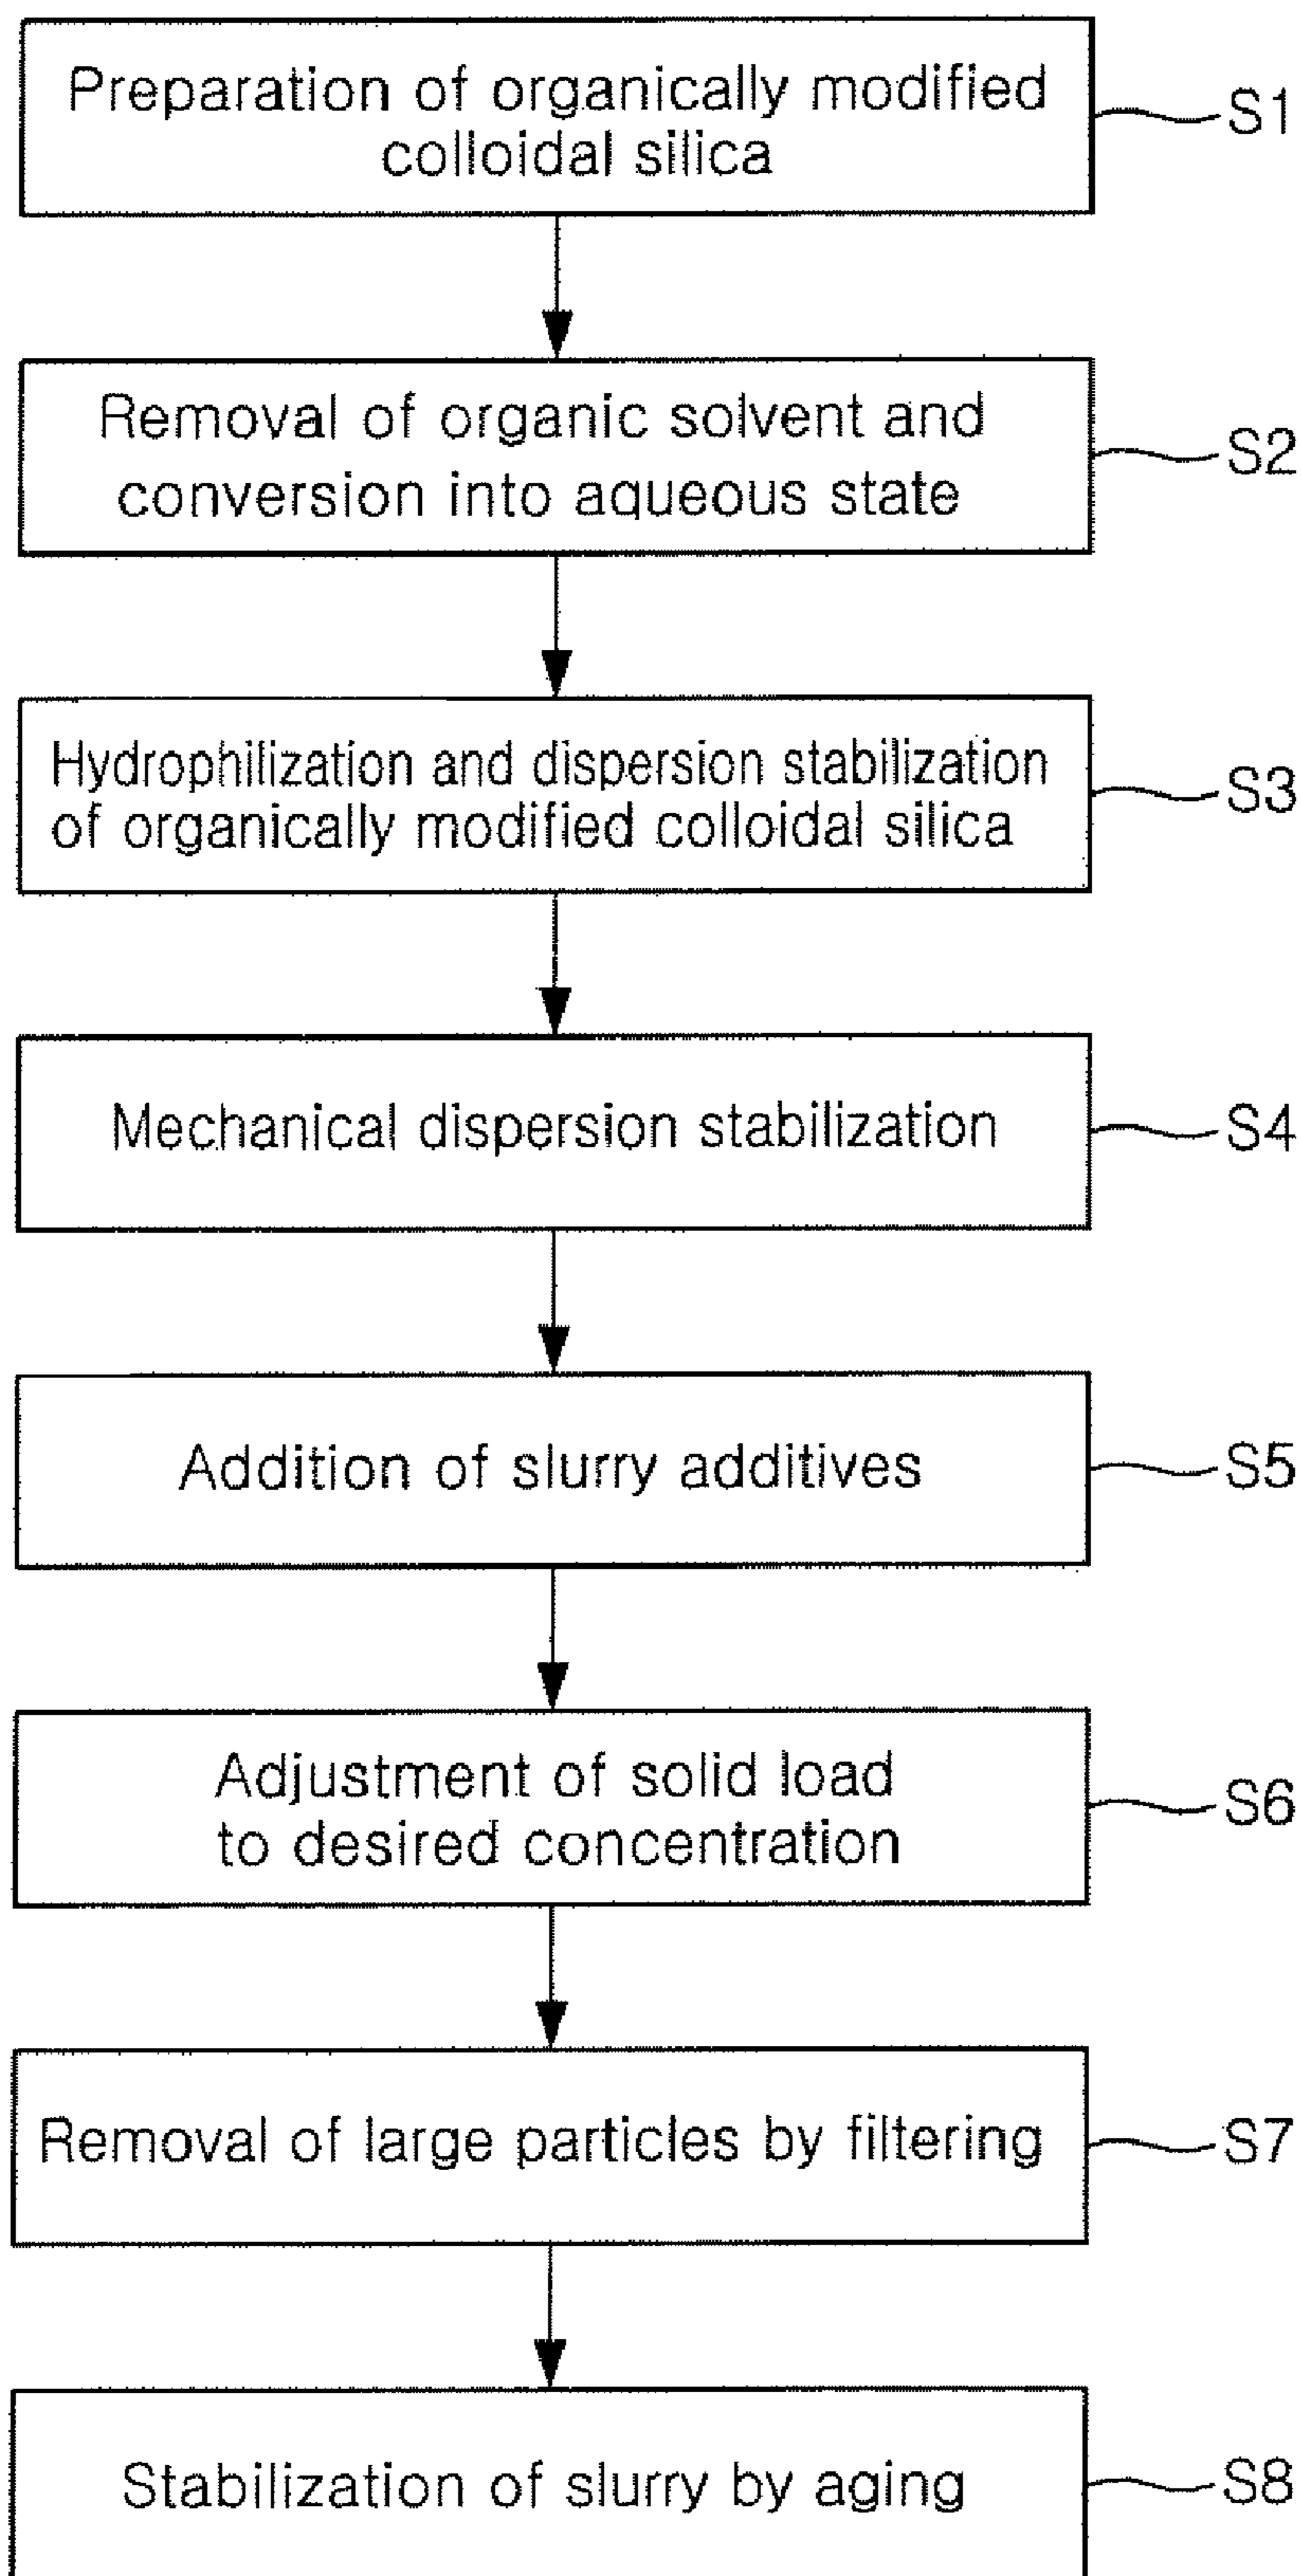 Preparation of organically modified
colloidal silica
S1
Removal of organic solvent and
conversion into aqueous state
S2
Hydrophilization and dispersion stabilization
of organically modified colloidal silica
S3
Mechanical dispersion stabilization
S4
Addition of slurry additives
S5
Adjustment of solid load
to desired concentration
S6
Removal of large particles by filtering
S7
Stabilization of slurry by aging
S8